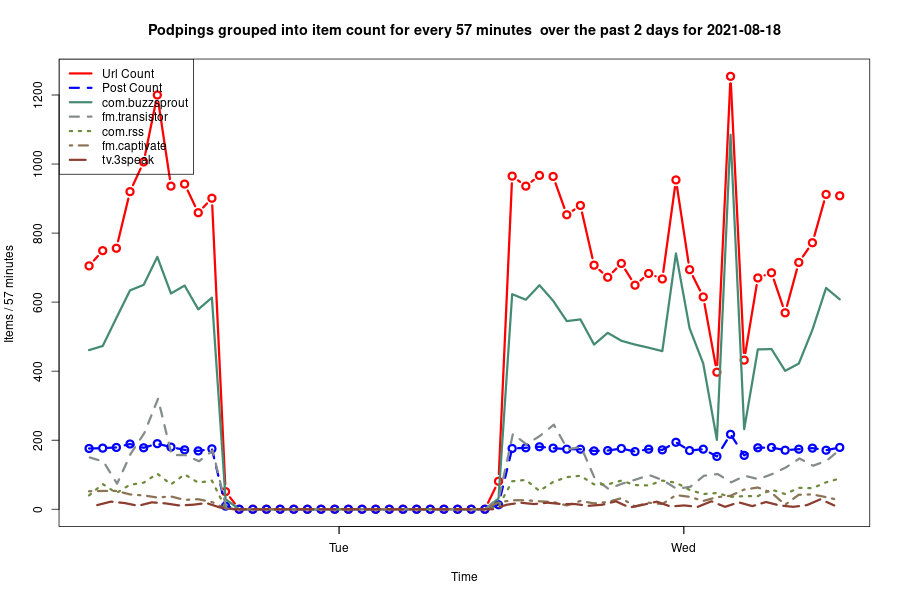 Podpings grouped into item count for every 57 minutes  over the past 2 days for 2021-08-18
Url Count
Post Count
com.buzzsprout
fm.transistor
com.rss
fm.captivate
tv.3speak
1200
1000
800
600
400
200
0
Items / 57 minutes
Tue
Wed
Time